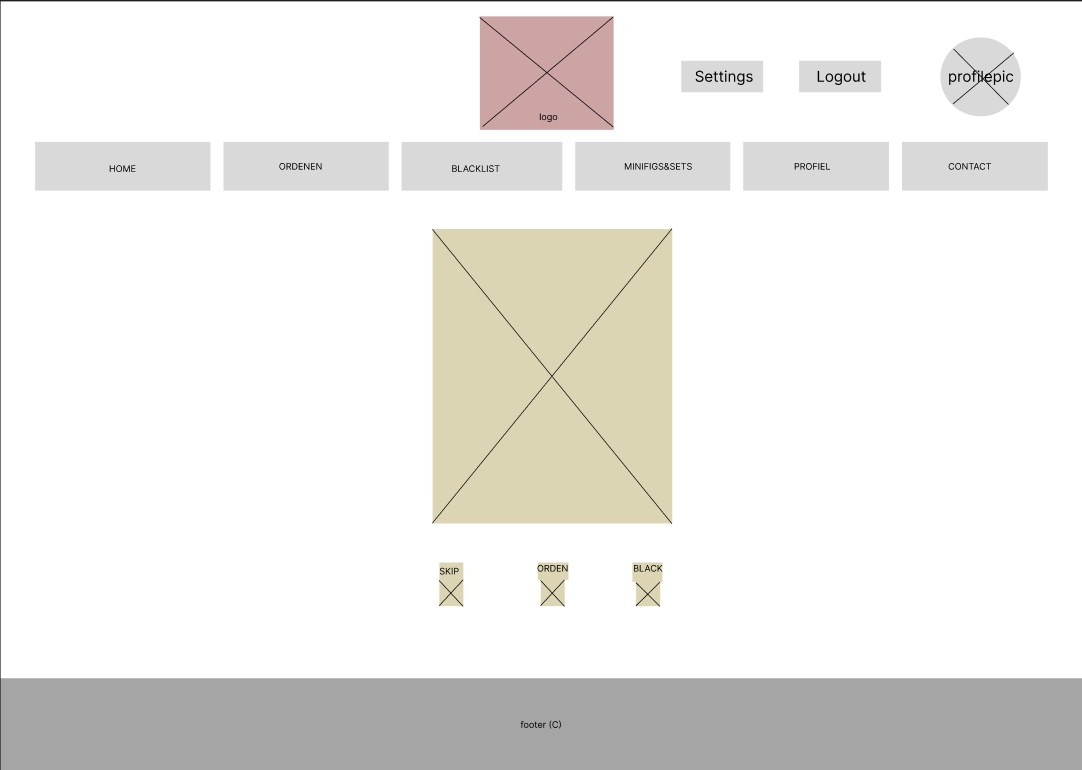 logo
Settings
Logout
profilepic
HOME
ORDENEN
BLACKLIST
MINIFIGS&SETS
PROFIEL
CONTACT
SKIP
ORDEN
BLACK
footer (C)